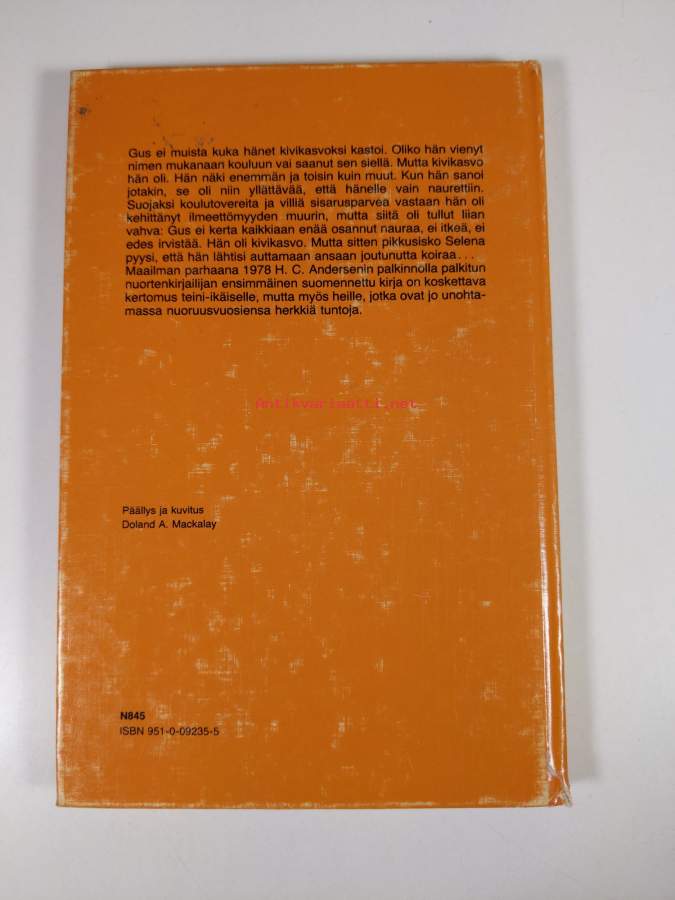 Gus ei muista kuka hänet kivikasvoksi kastoi. Oliko hän vienyt
nimen mukanaan kouluun vai saanut sen siellä. Mutta kivikasvo
hän oli. Hän näki enemmän ja toisin kuin muut. Kun hän sanoi
jotakin, se oli niin yllättävää, että hänelle vain naurettiin.
Suojaksi koulutovereita ja villiä sisarusparvea vastaan hän oli
kehittänyt ilmeettömyyden muurin, mutta siitä oli tullut liian
vahva: Gus ei kerta kaikkiaan enää osannut nauraa, ei itkeä, ei
edes irvistää. Hän oli kivikasvo. Mutta sitten pikkusisko Selena
pyysi, että hän lähtisi auttamaan ansaan joutunutta koiraa...
Maailman parhaana 1978 H. C. Andersenin palkinnolla palkitun
nuortenkirjailijan ensimmäinen suomennettu kirja on koskettava
kertomus teini-ikäiselle, mutta myös heille, jotka ovat jo unohta-
massa nuoruusvuosiensa herkkiä tuntoja.
Antikvariaatti.net
Päällys ja kuvitus
Doland A. Mackalay
N845
ISBN 951-0-09235-5